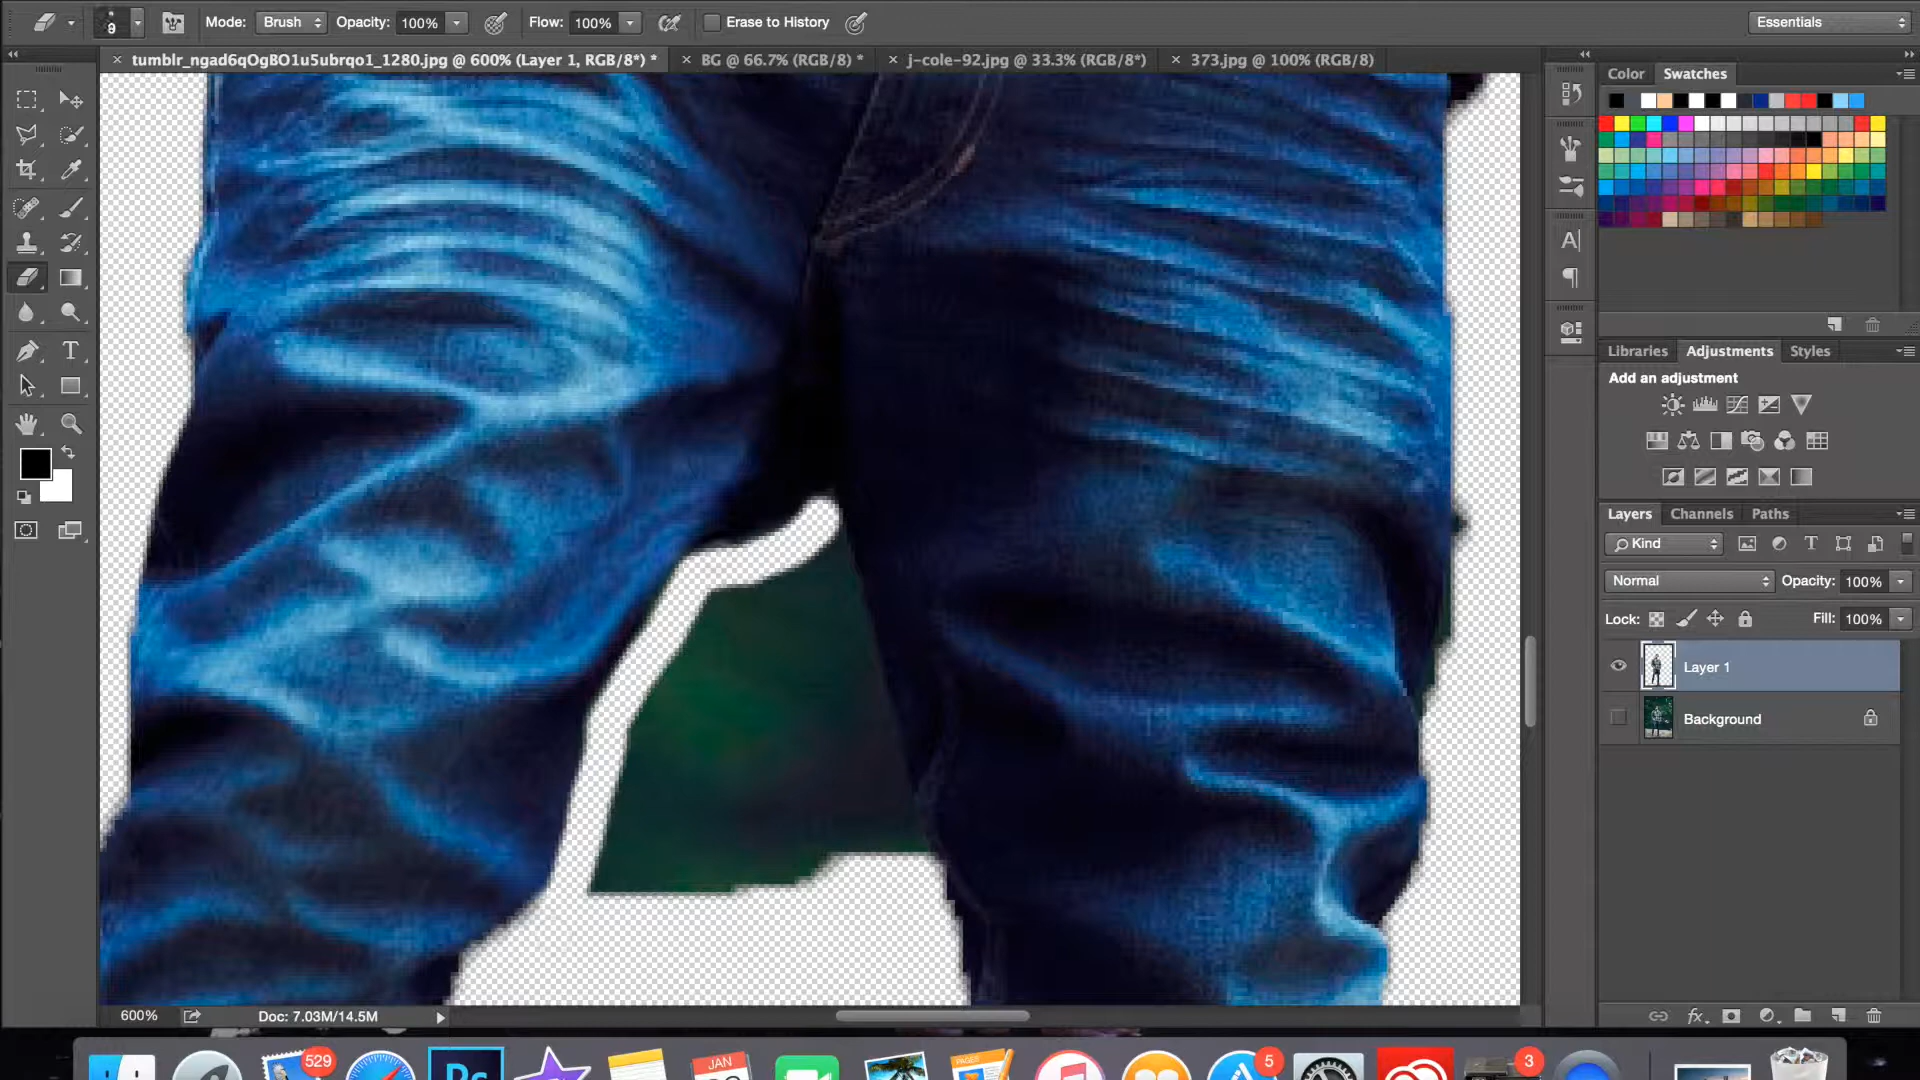 9
Mode: Brush Opacity: 100% Flow: 100% Erase to History Essentials
tumblr_ngad6qOgBO1u5ubrqo1_1280.jpg @ 600% (Layer 1, RGB/8*) * BG @ 66.7% (RGB/8) * j-cole-92.jpg @ 33.3% (RGB/8*) 373.jpg @ 100% (RGB/8)
Color Swatches
Libraries Adjustments Styles
Add an adjustment
Layers Channels Paths
Kind
Normal Opacity: 100%
Lock: Fill: 100%
Layer 1
Background
600% Doc: 7.03M/14.5M
529 Ps JAN PAGES 5 3